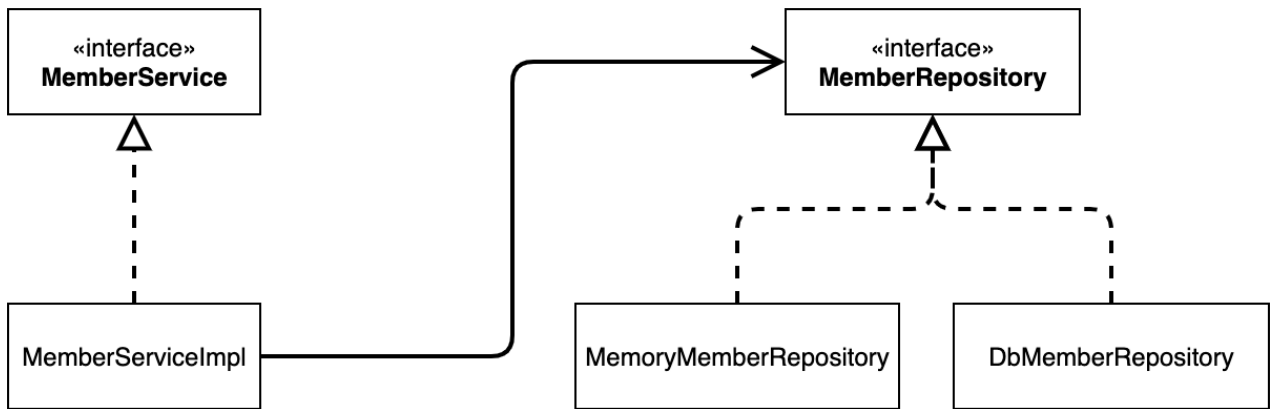 «interface»
MemberService
«interface»
MemberRepository
MemberServiceImpl
MemoryMemberRepository
DbMemberRepository